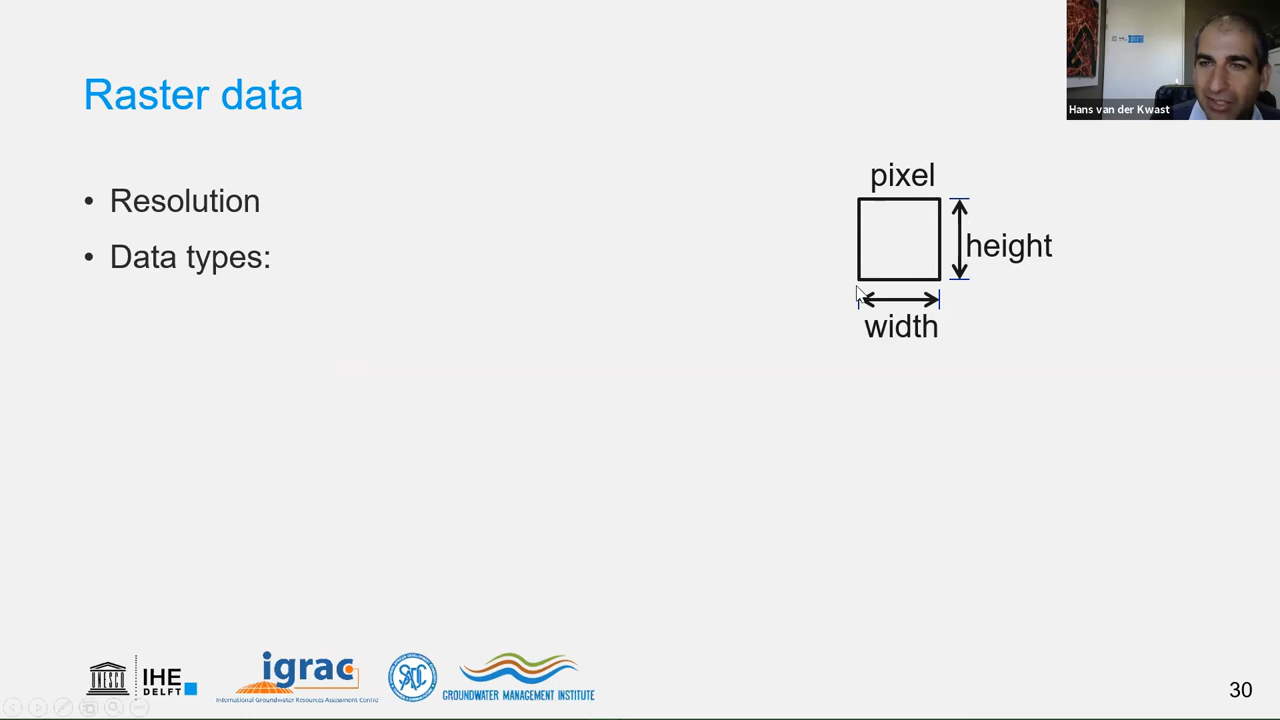 Raster data
Hans van der Kwast
• Resolution
• Data types:
pixel
height
width
UNESCO
IHE
DELFT
igrac
International Groundwater Resources Assessment Centre
GROUNDWATER MANAGEMENT INSTITUTE
30